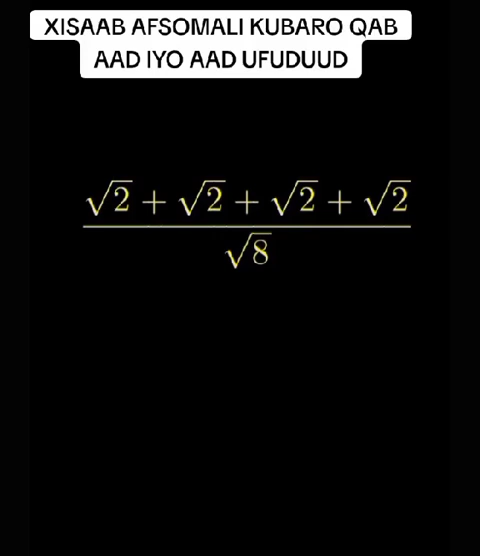 XISAAB AFSOMALI KUBARO QAB
AAD IYO AAD UFUDUUD
√2 + √2 + √2 + √2
√8